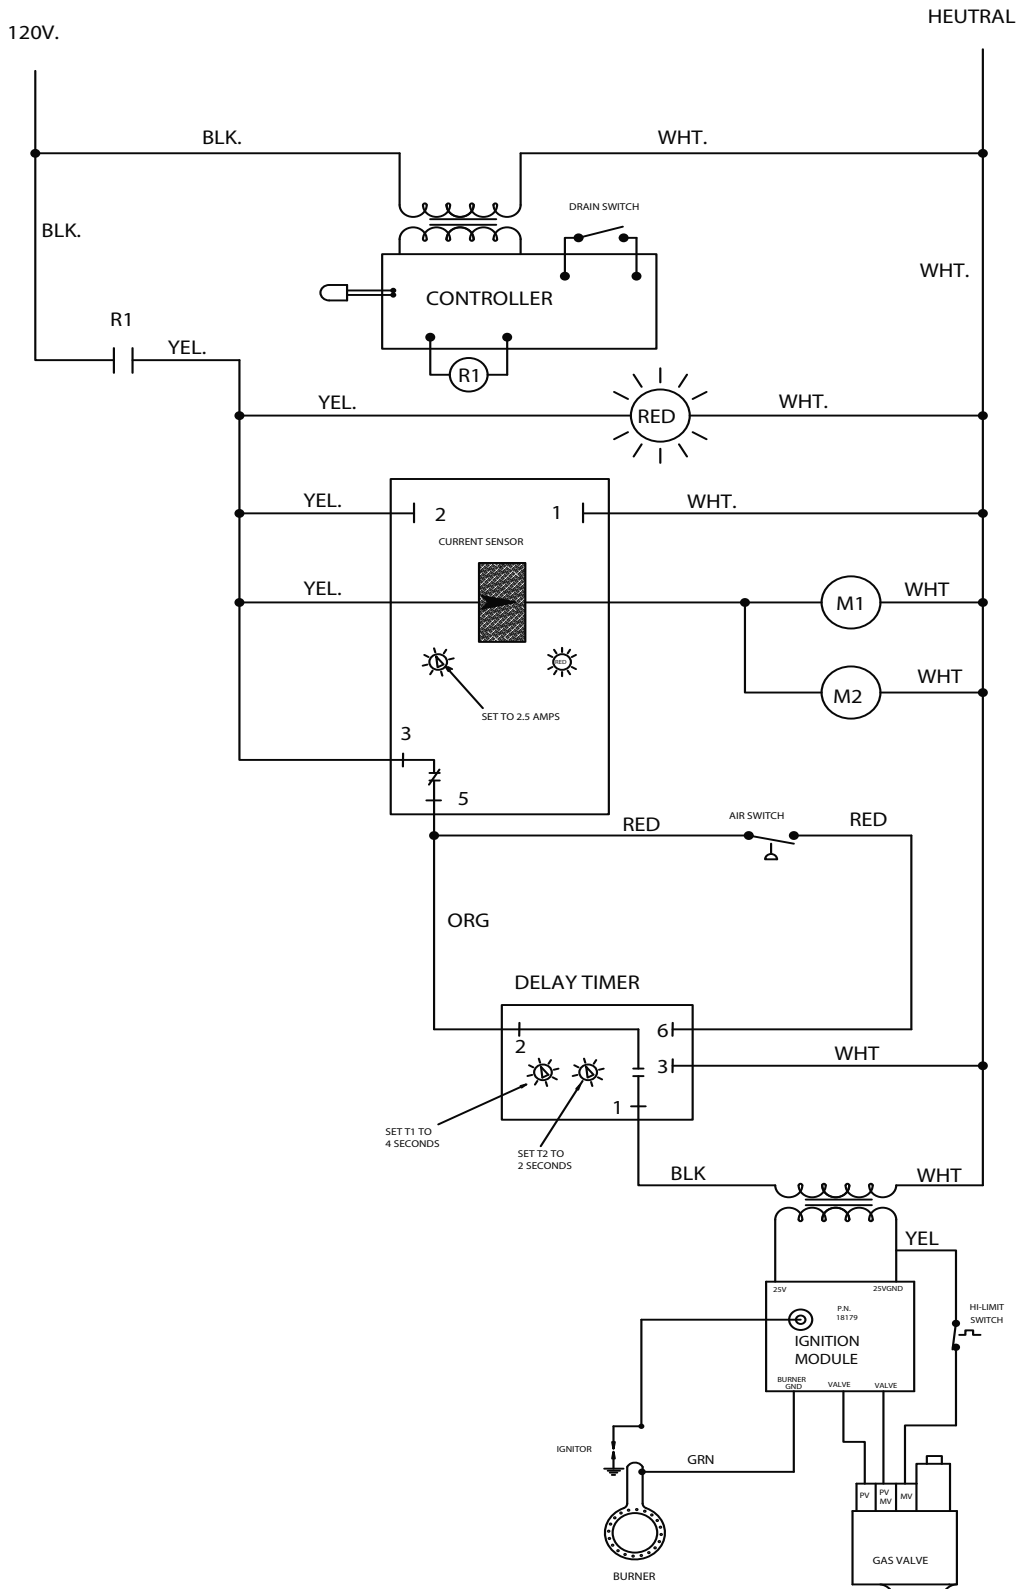 HEUTRAL
120V.
BLK.
WHT.
DRAIN SWITCH
BLK.
WHT.
CONTROLLER
R1
YEL.
R1
YEL.
RED
WHT.
YEL.
2
1
WHT.
CURRENT SENSOR
YEL.
M1
WHT
RED
WHT
M2
SET TO 2.5 AMPS
3
5
RED
AIR SWITCH
RED
ORG
DELAY TIMER
2
6
3
WHT
1
SET T1 TO
4 SECONDS
SET T2 TO
2 SECONDS
BLK
WHT
YEL
25V
25VGND
P.N.
18179
HI-LIMIT
SWITCH
IGNITION
MODULE
BURNER
GND
VALVE
VALVE
IGNITOR
GRN
PV
PV
MV
MV
GAS VALVE
BURNER